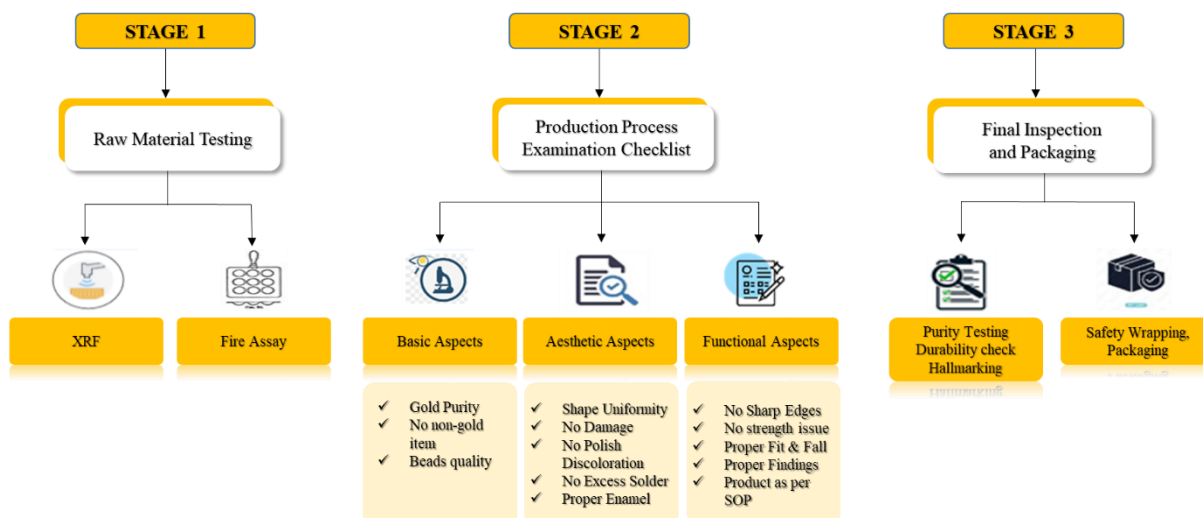 STAGE 1
Raw Material Testing
XRF
Fire Assay
STAGE 2
Production Process
Examination Checklist
Basic Aspects
✓ Gold Purity
✓ No non-gold
item
✓ Beads quality
Aesthetic Aspects
✓ Shape Uniformity
✓ No Damage
✓ No Polish
Discoloration
✓ No Excess Solder
✓ Proper Enamel
Functional Aspects
✓ No Sharp Edges
✓ No strength issue
✓ Proper Fit & Fall
✓ Proper Findings
✓ Product as per
SOP
STAGE 3
Final Inspection
and Packaging
Purity Testing
Durability check
Hallmarking
Safety Wrapping,
Packaging